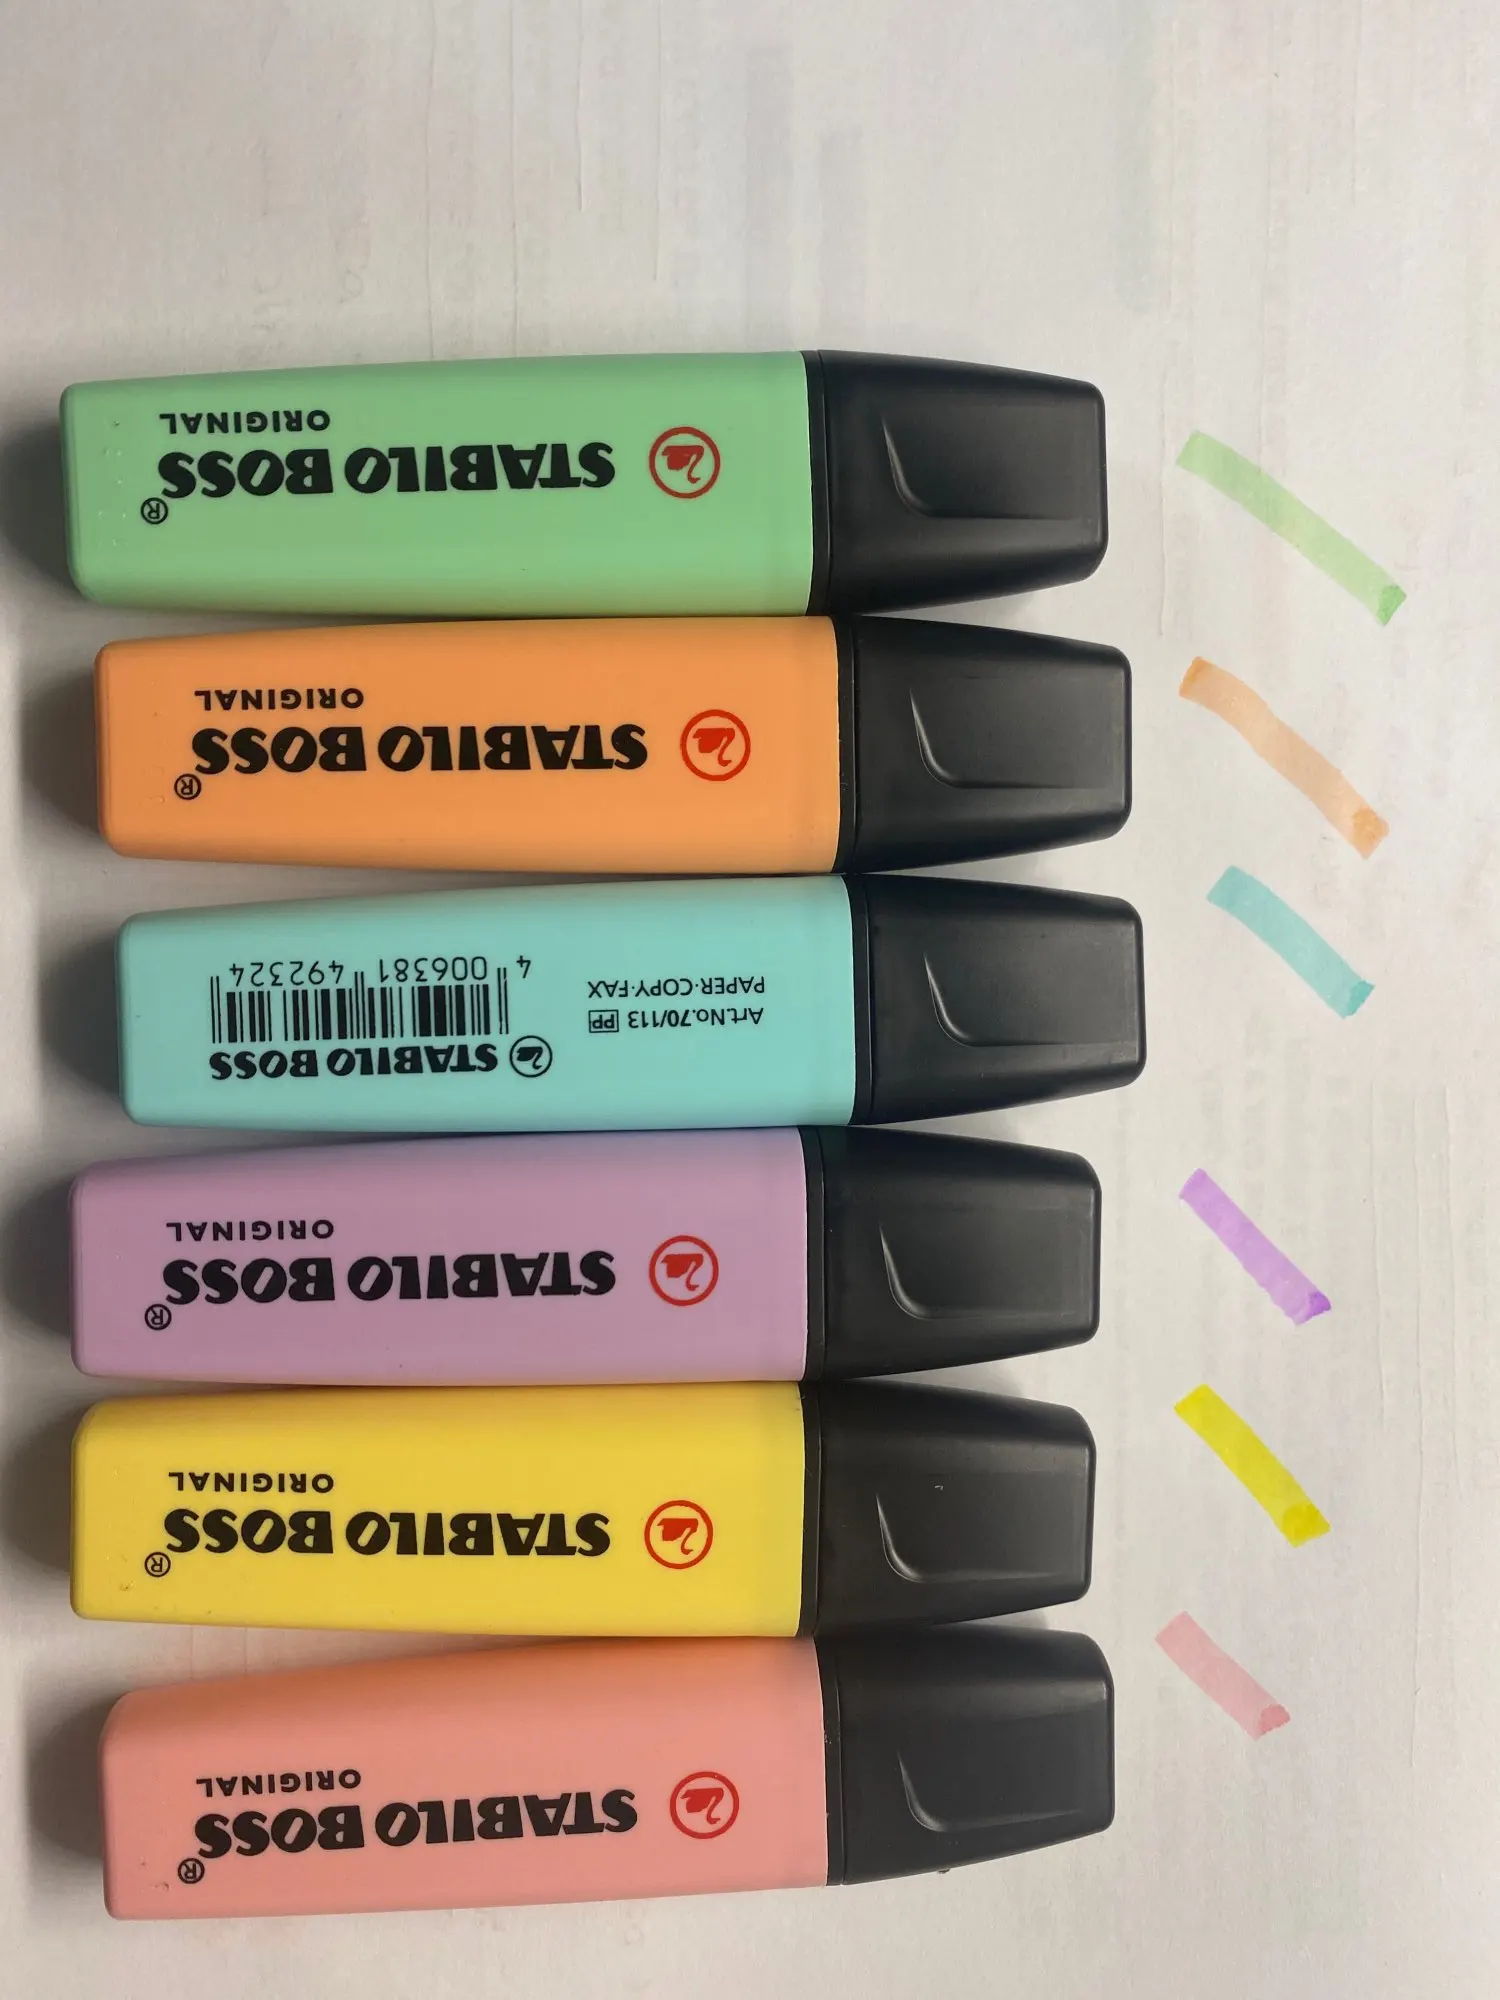 STABILO BOSS®
ORIGINAL
STABILO BOSS®
ORIGINAL
STABILO BOSS
Art.No.70/113 PP
PAPER·COPY·FAX
4 006381 492324
STABILO BOSS®
ORIGINAL
STABILO BOSS®
ORIGINAL
STABILO BOSS®
ORIGINAL